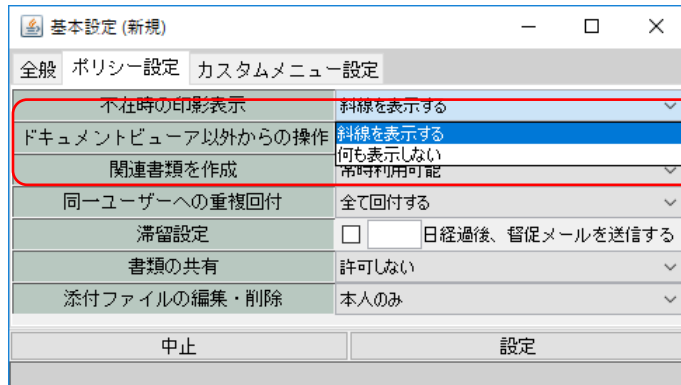 基本設定 (新規)
全般 ポリシー設定 カスタムメニュー設定
不在時の印影表示 斜線を表示する
ドキュメントビューア以外からの操作 斜線を表示する
何も表示しない
関連書類を作成 常時利用可能
同一ユーザーへの重複回付 全て回付する
滞留設定 日経過後、督促メールを送信する
書類の共有 許可しない
添付ファイルの編集・削除 本人のみ
中止 設定